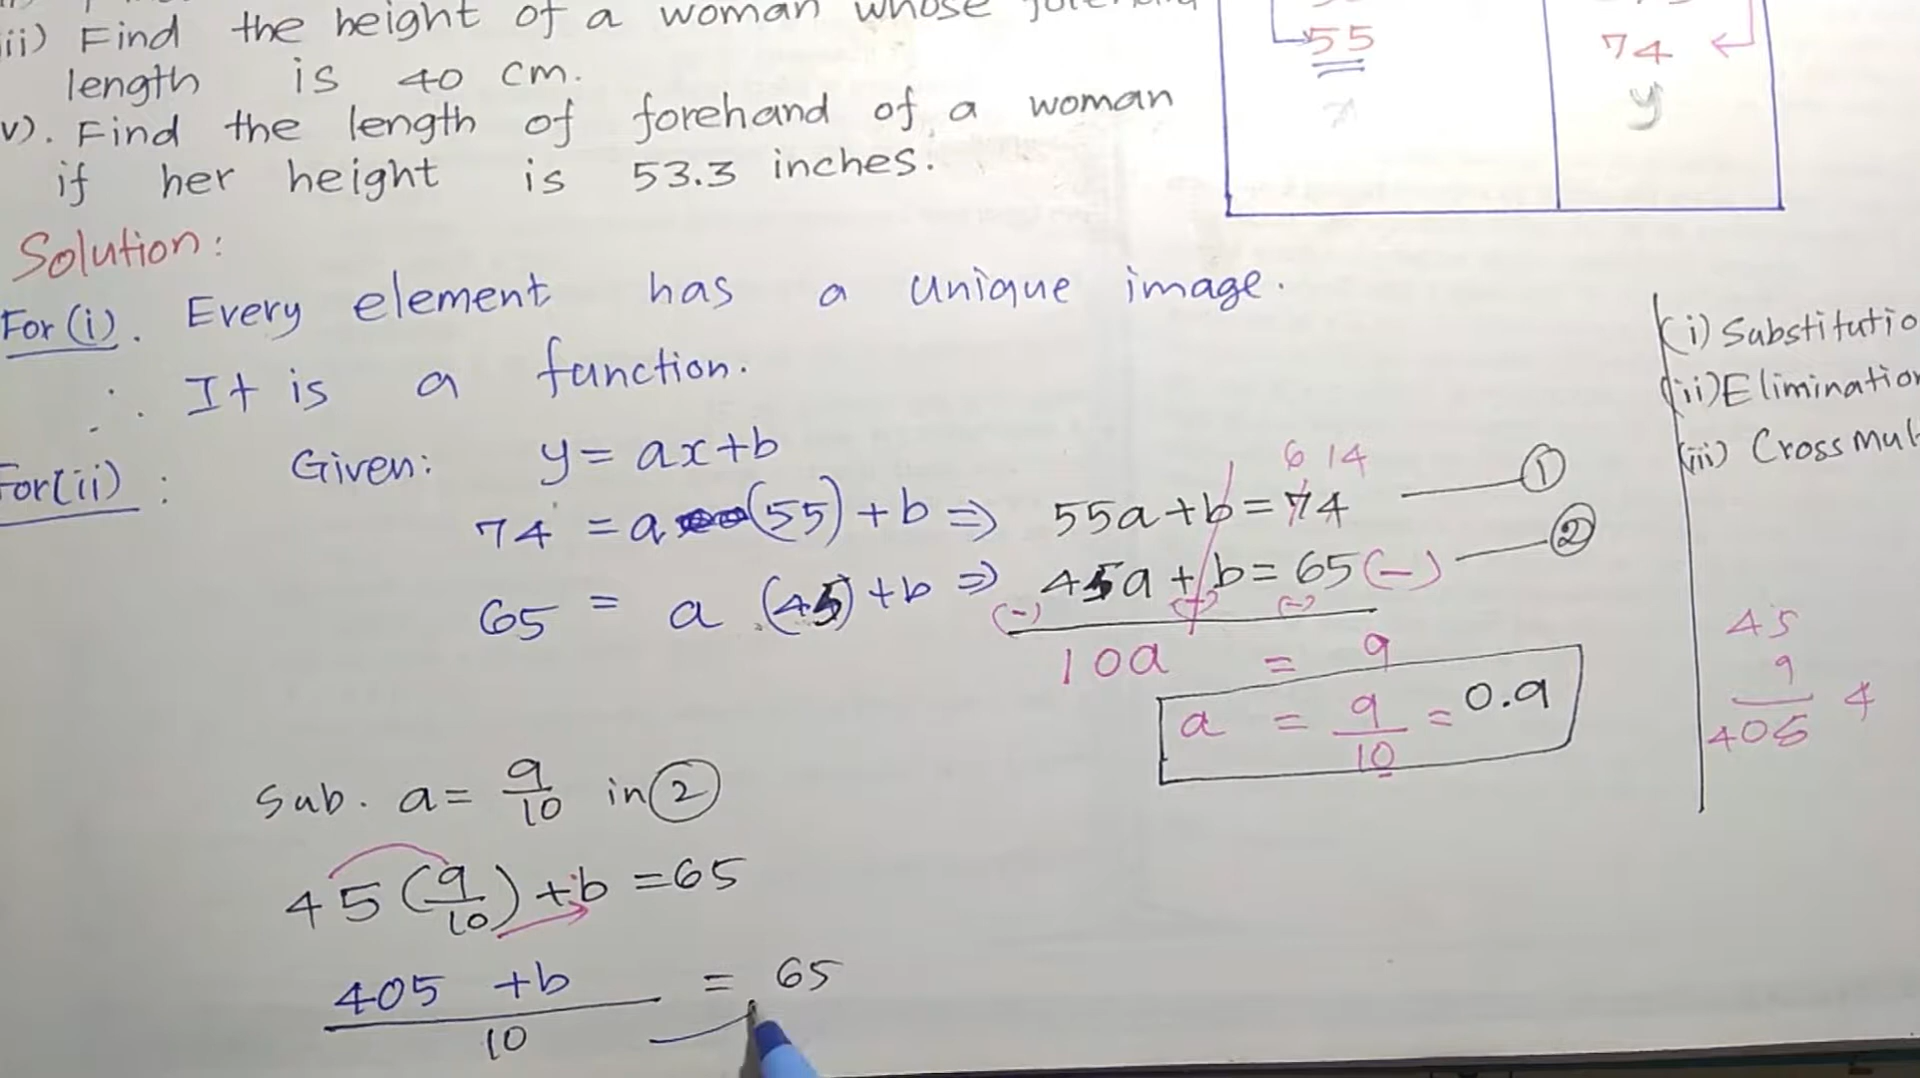 ii) Find the height of a woman whose
length is 40 cm.
v). Find the length of forehand of a woman
if her height is 53.3 inches.
55 74
x y
Solution:
For (i). Every element has a unique image.
∴ It is a function.
For(ii) : Given: y = ax+b
74 = a (55) + b ⇒ 55a + b = 74 ——— ①
6 14
65 = a (45) + b ⇒ 45a + b = 65 (-) ——— ②
(-) (-) (-)
10a = 9
a = 9/10 = 0.9
Sub. a = 9/10 in ②
45 (9/10) + b = 65
405 + b / 10 = 65
(i) Substitutio
(ii) Elimination
(iii) Cross mul
45
9
405 4